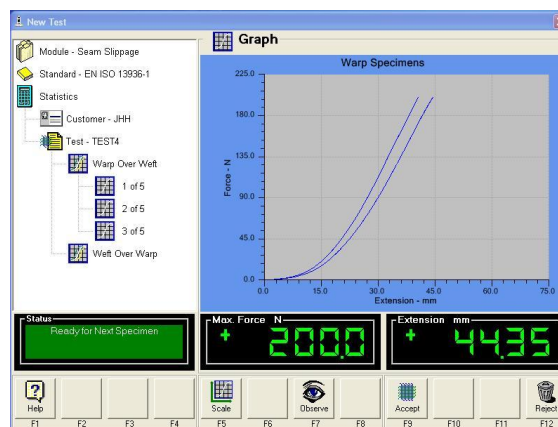 New Test
Module - Seam Slippage
Standard - EN ISO 13936-1
Statistics
Customer - JHH
Test - TEST4
Warp Over Weft
1 of 5
2 of 5
3 of 5
Weft Over Warp
Graph
Warp Specimens
Force - N
225.0
180.0
135.0
90.0
45.0
0.0
0.0 15.0 30.0 45.0 60.0 75.0
Extension - mm
Status
Ready for Next Specimen
Max. Force N
+ 200.0
Extension mm
+ 44.35
Help
Scale
Observe
Accept
Reject
F1 F2 F3 F4 F5 F6 F7 F8 F9 F10 F11 F12